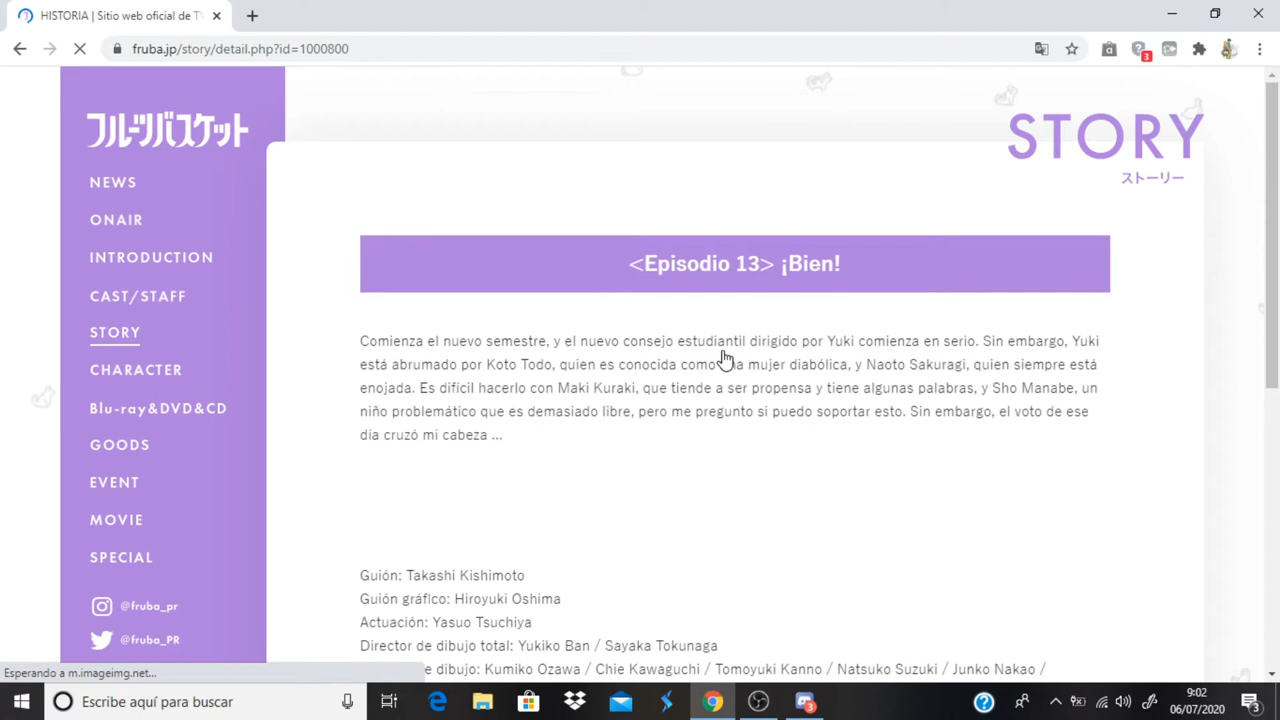 HISTORIA | Sitio web oficial de TV
fruba.jp/story/detail.php?id=1000800
3
フルーツバスケット
NEWS
ONAIR
INTRODUCTION
CAST/STAFF
STORY
CHARACTER
Blu-ray&DVD&CD
GOODS
EVENT
MOVIE
SPECIAL
@fruba_pr
@fruba_PR
STORY
ストーリー
<Episodio 13> ¡Bien!
Comienza el nuevo semestre, y el nuevo consejo estudiantil dirigido por Yuki comienza en serio. Sin embargo, Yuki
está abrumado por Koto Todo, quien es conocida como na mujer diabólica, y Naoto Sakuragi, quien siempre está
enojada. Es difícil hacerlo con Maki Kuraki, que tiende a ser propensa y tiene algunas palabras, y Sho Manabe, un
niño problemático que es demasiado libre, pero me pregunto si puedo soportar esto. Sin embargo, el voto de ese
día cruzó mi cabeza ...
Guión: Takashi Kishimoto
Guión gráfico: Hiroyuki Oshima
Actuación: Yasuo Tsuchiya
Director de dibujo total: Yukiko Ban / Sayaka Tokunaga
de dibujo: Kumiko Ozawa / Chie Kawaguchi / Tomoyuki Kanno / Natsuko Suzuki / Junko Nakao /
Esperando a m.imageimg.net...
Escribe aquí para buscar
3
9:02
06/07/2020
3